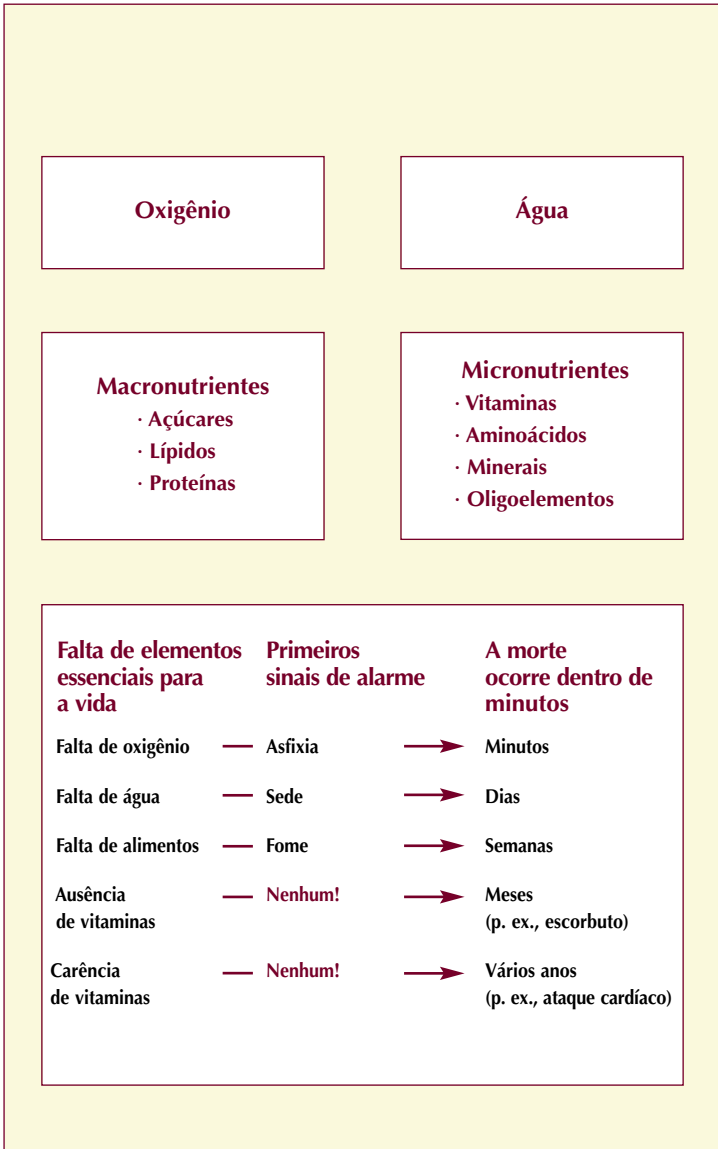 Oxigênio
Água
Macronutrientes
· Açúcares
· Lípidos
· Proteínas
Micronutrientes
· Vitaminas
· Aminoácidos
· Minerais
· Oligoelementos
Falta de elementos essenciais para a vida
Primeiros sinais de alarme
A morte ocorre dentro de minutos
Falta de oxigênio — Asfixia → Minutos
Falta de água — Sede → Dias
Falta de alimentos — Fome → Semanas
Ausência — Nenhum! → Meses
de vitaminas (p. ex., escorbuto)
Carência — Nenhum! → Vários anos
de vitaminas (p. ex., ataque cardíaco)